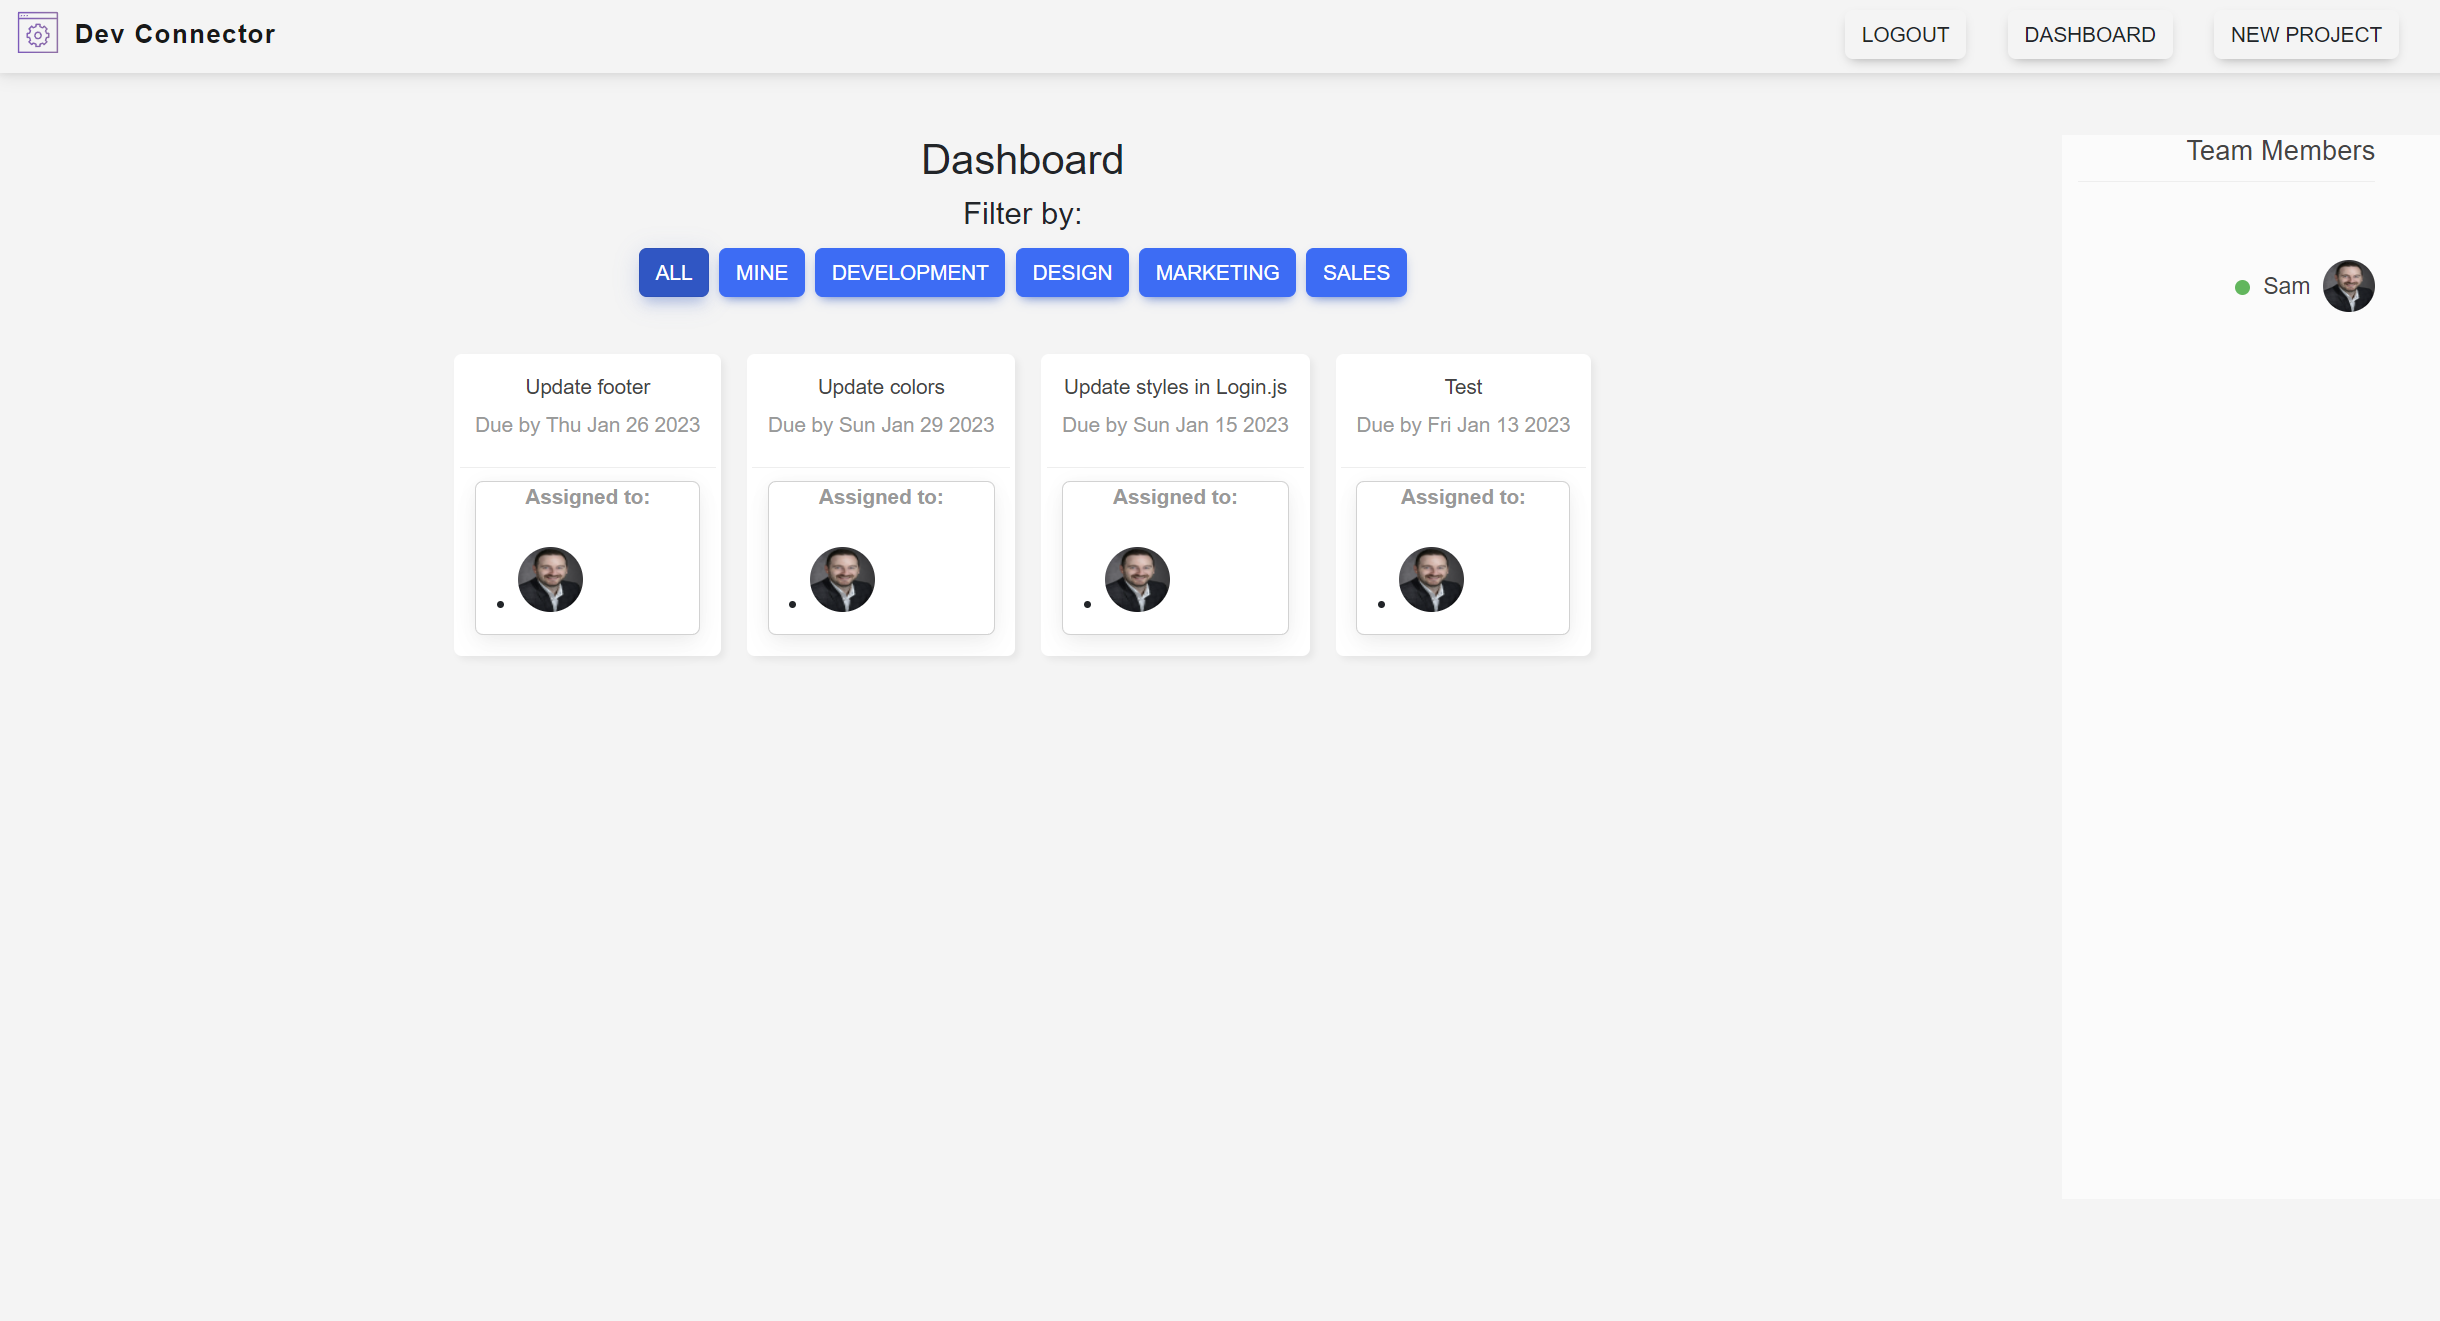 Dev Connector
LOGOUT
DASHBOARD
NEW PROJECT
Dashboard
Filter by:
ALL
MINE
DEVELOPMENT
DESIGN
MARKETING
SALES
Update footer
Due by Thu Jan 26 2023
Assigned to:
Update colors
Due by Sun Jan 29 2023
Assigned to:
Update styles in Login.js
Due by Sun Jan 15 2023
Assigned to:
Test
Due by Fri Jan 13 2023
Assigned to:
Team Members
Sam